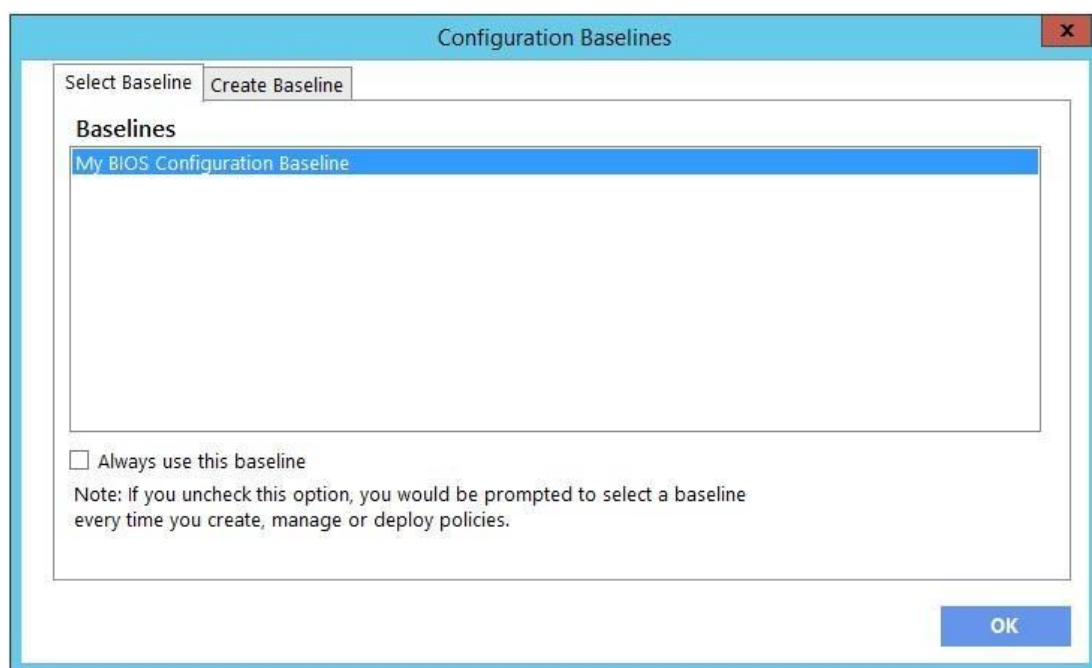 Configuration Baselines
x
Select Baseline
Create Baseline
Baselines
My BIOS Configuration Baseline
Always use this baseline
Note: If you uncheck this option, you would be prompted to select a baseline
every time you create, manage or deploy policies.
OK